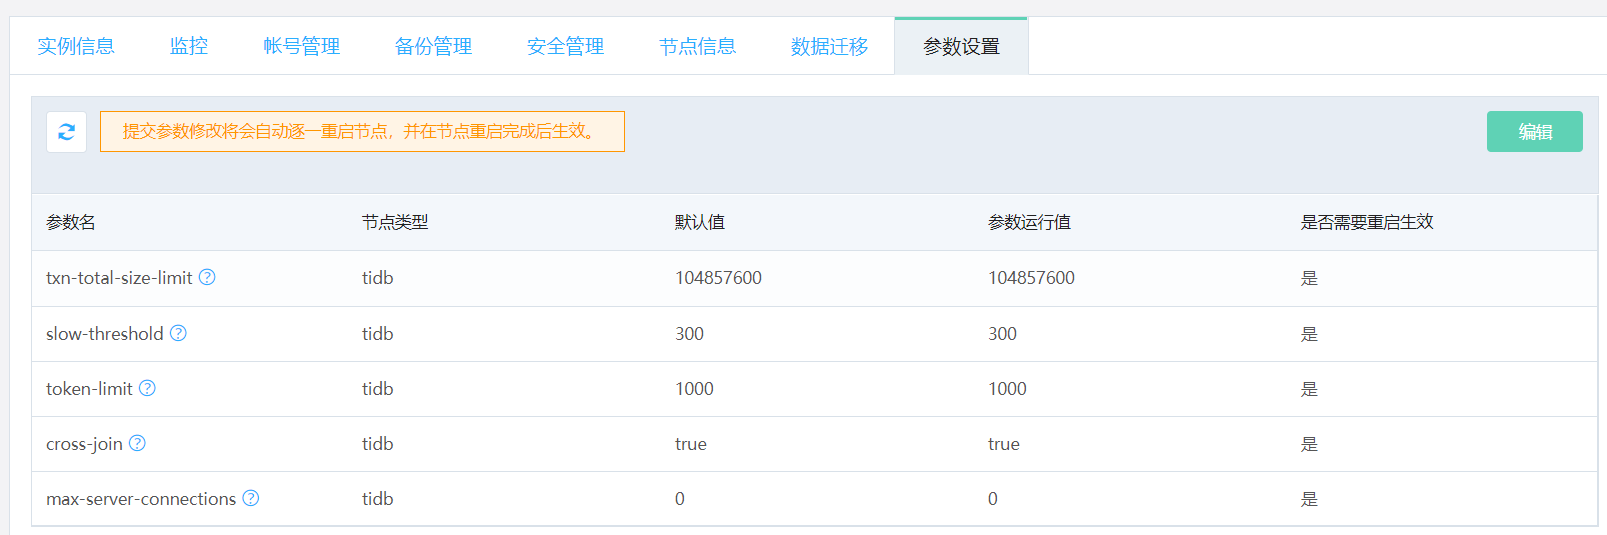 实例信息 监控 帐号管理 备份管理 安全管理 节点信息 数据迁移 参数设置
提交参数修改将会自动逐一重启节点，并在节点重启完成后生效。 编辑
参数名 节点类型 默认值 参数运行值 是否需要重启生效
txn-total-size-limit ? tidb 104857600 104857600 是
slow-threshold ? tidb 300 300 是
token-limit ? tidb 1000 1000 是
cross-join ? tidb true true 是
max-server-connections ? tidb 0 0 是